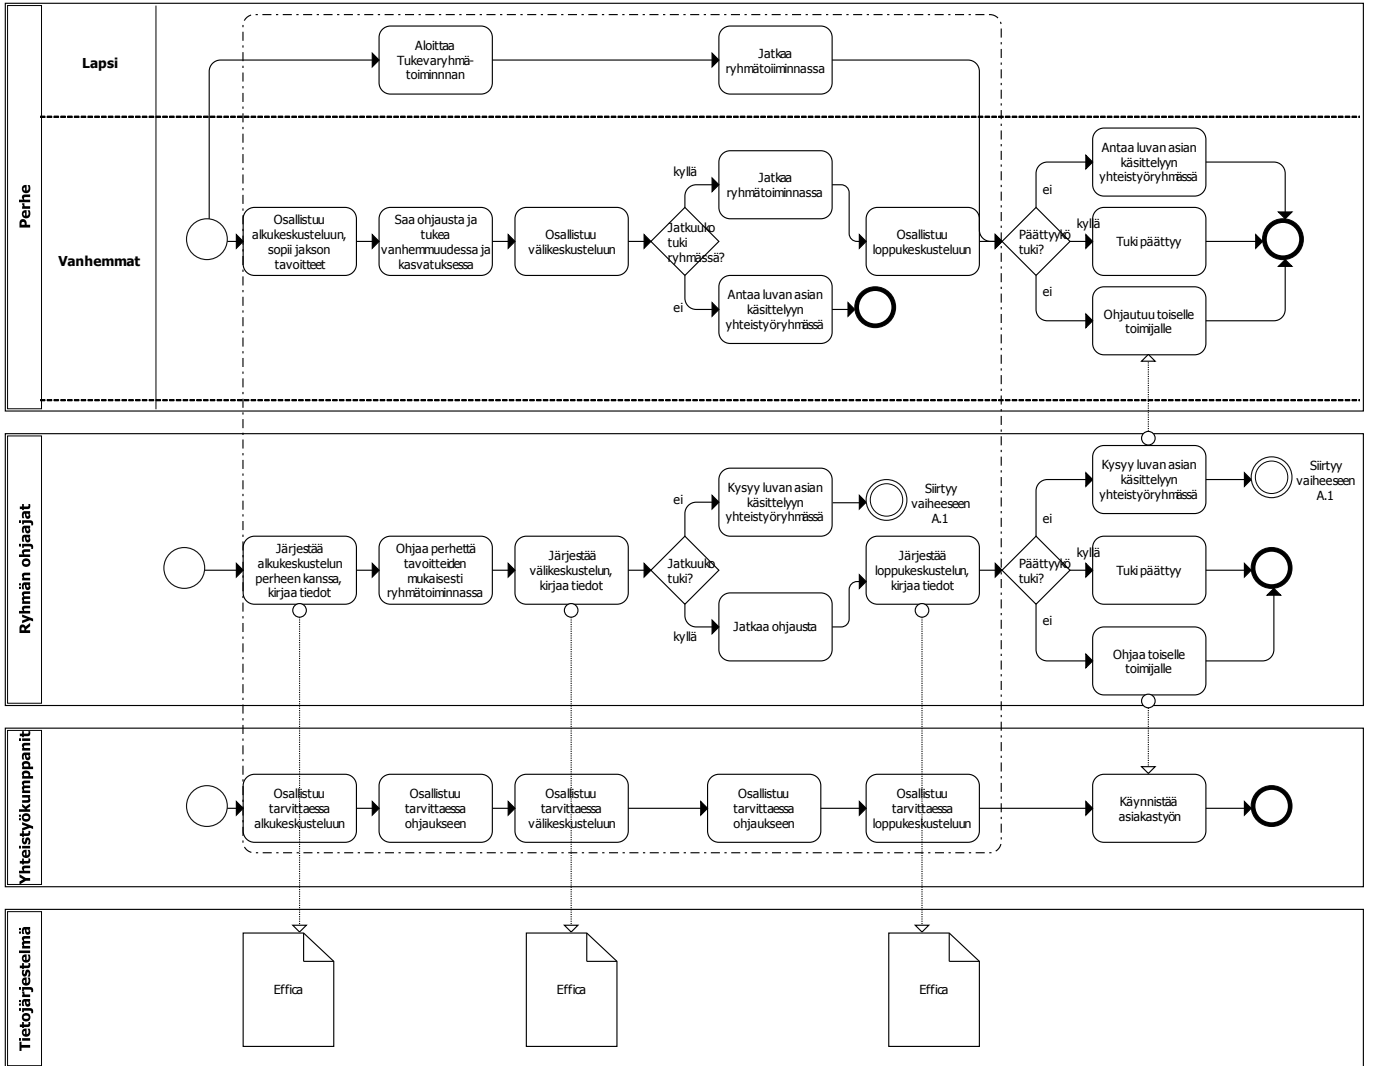 Perhe
Lapsi
Aloittaa
Tukevaryhmä-
toiminnnan
Jatkaa
ryhmätoiiminnassa
Vanhemmat
Osallistuu
alkukeskusteluun,
sopii jakson
tavoitteet
Saa ohjausta ja
tukea
vanhemmuudessa ja
kasvatuksessa
Osallistuu
välikeskusteluun
Jatkuuko
tuki
ryhmässä?
kyllä
Jatkaa
ryhmätoiminnassa
ei
Antaa luvan asian
käsittelyyn
yhteistyöryhmässä
Osallistuu
loppukeskusteluun
Päättyykö
tuki?
ei
Antaa luvan asian
käsittelyyn
yhteistyöryhmässä
kyllä
Tuki päättyy
ei
Ohjautuu toiselle
toimijalle
Ryhmän ohjaajat
Järjestää
alkukeskustelun
perheen kanssa,
kirjaa tiedot
Ohjaa perhettä
tavoitteiden
mukaisesti
ryhmätoiminnassa
Järjestää
välikeskustelun,
kirjaa tiedot
Jatkuuko
tuki?
ei
Kysyy luvan asian
käsittelyyn
yhteistyöryhmässä
Siirtyy
vaiheeseen
A.1
kyllä
Jatkaa ohjausta
Järjestää
loppukeskustelun,
kirjaa tiedot
Päättyykö
tuki?
ei
Kysyy luvan asian
käsittelyyn
yhteistyöryhmässä
Siirtyy
vaiheeseen
A.1
kyllä
Tuki päättyy
ei
Ohjaa toiselle
toimijalle
Yhteistyökumppanit
Osallistuu
tarvittaessa
alkukeskusteluun
Osallistuu
tarvittaessa
ohjaukseen
Osallistuu
tarvittaessa
välikeskusteluun
Osallistuu
tarvittaessa
ohjaukseen
Osallistuu
tarvittaessa
loppukeskusteluun
Käynnistää
asiakastyön
Tietojärjestelmä
Effica
Effica
Effica